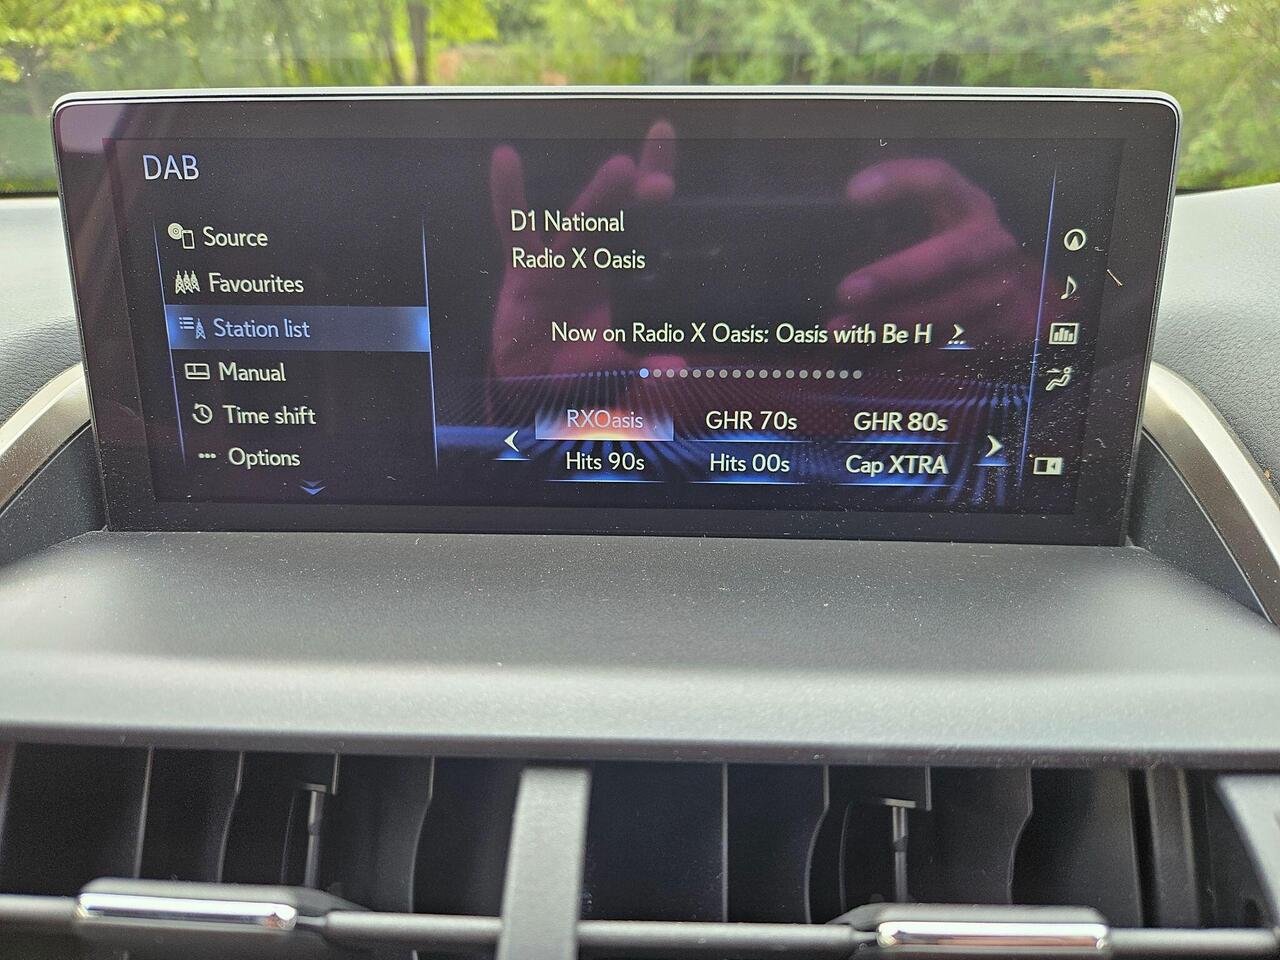 DAB
Source
Favourites
Station list
Manual
Time shift
Options
D1 National
Radio X Oasis
Now on Radio X Oasis: Oasis with Be H
RXOasis GHR 70s GHR 80s
Hits 90s Hits 00s Cap XTRA